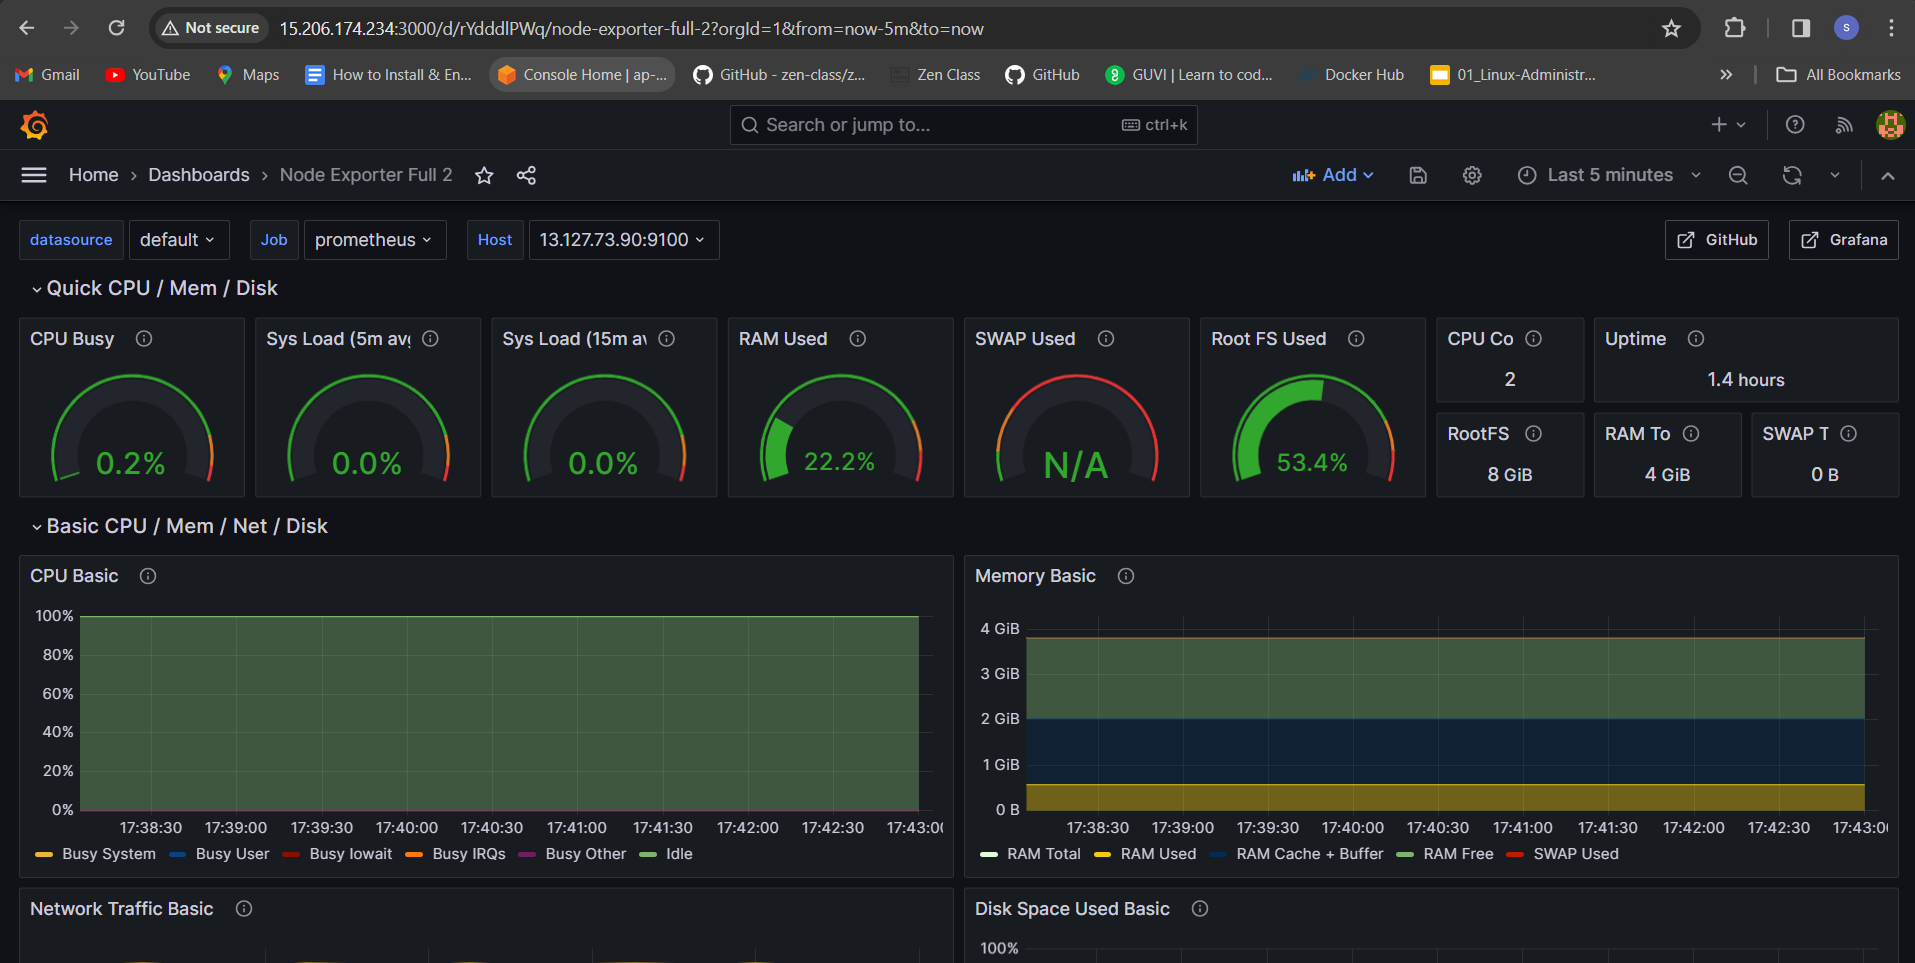 Not secure 15.206.174.234:3000/d/rYdddlPWq/node-exporter-full-2?orgId=1&from=now-5m&to=now S
Gmail YouTube Maps How to Install & En... Console Home | ap-... GitHub - zen-class/z... Zen Class GitHub GUVI | Learn to cod... Docker Hub 01_Linux-Administr... » All Bookmarks
Search or jump to... ctrl+k
Home › Dashboards › Node Exporter Full 2 Add Last 5 minutes
datasource default Job prometheus Host 13.127.73.90:9100 GitHub Grafana
Quick CPU / Mem / Disk
CPU Busy Sys Load (5m avg Sys Load (15m av RAM Used SWAP Used Root FS Used CPU Co Uptime
2 1.4 hours
RootFS RAM To SWAP T
0.2% 0.0% 0.0% 22.2% N/A 53.4% 8 GiB 4 GiB 0 B
Basic CPU / Mem / Net / Disk
CPU Basic
100%
80%
60%
40%
20%
0%
17:38:30 17:39:00 17:39:30 17:40:00 17:40:30 17:41:00 17:41:30 17:42:00 17:42:30 17:43:00
Busy System Busy User Busy Iowait Busy IRQs Busy Other Idle
Memory Basic
4 GiB
3 GiB
2 GiB
1 GiB
0 B
17:38:30 17:39:00 17:39:30 17:40:00 17:40:30 17:41:00 17:41:30 17:42:00 17:42:30 17:43:00
RAM Total RAM Used RAM Cache + Buffer RAM Free SWAP Used
Network Traffic Basic
Disk Space Used Basic
100%